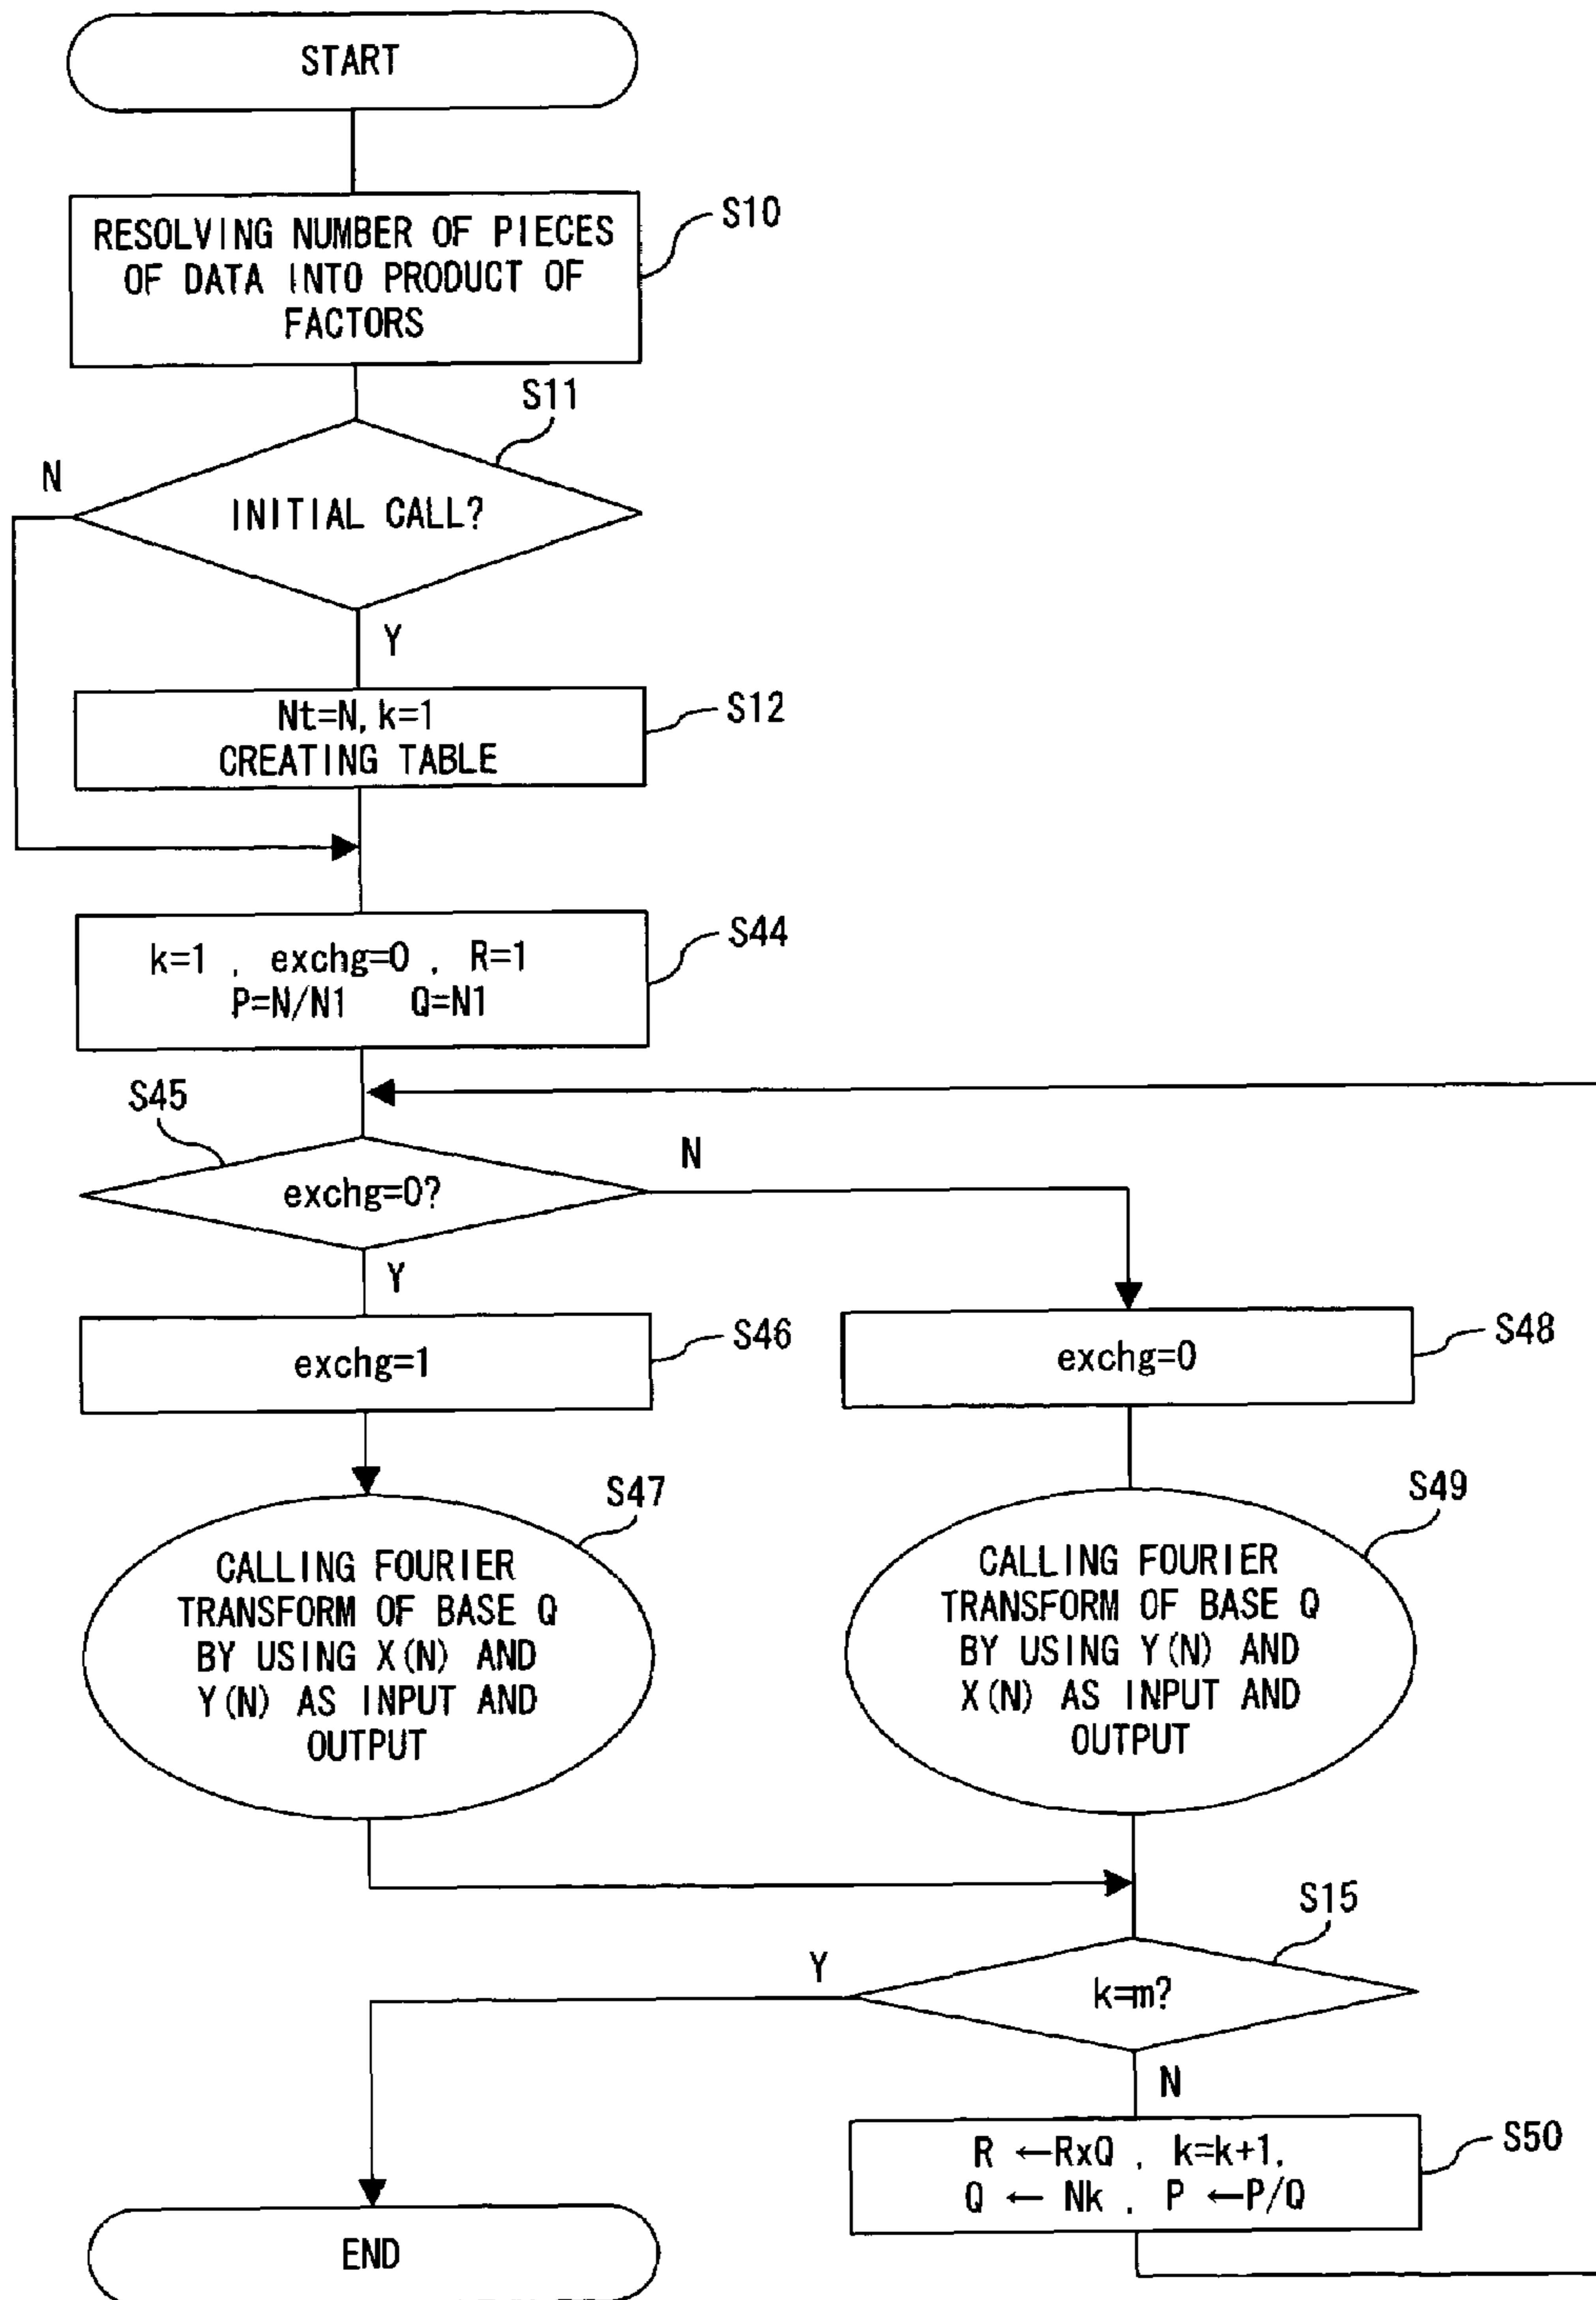 START
RESOLVING NUMBER OF PIECES
OF DATA INTO PRODUCT OF
FACTORS
S10
S11
N
INITIAL CALL?
Y
Nt=N, k=1
CREATING TABLE
S12
k=1 , exchg=0 , R=1
P=N/N1 Q=N1
S44
S45
exchg=0?
N
Y
exchg=1
S46
exchg=0
S48
S47
CALLING FOURIER
TRANSFORM OF BASE Q
BY USING X(N) AND
Y(N) AS INPUT AND
OUTPUT
S49
CALLING FOURIER
TRANSFORM OF BASE Q
BY USING Y(N) AND
X(N) AS INPUT AND
OUTPUT
S15
Y
k=m?
N
R ←RxQ , k=k+1,
Q ← Nk , P ←P/Q
S50
END